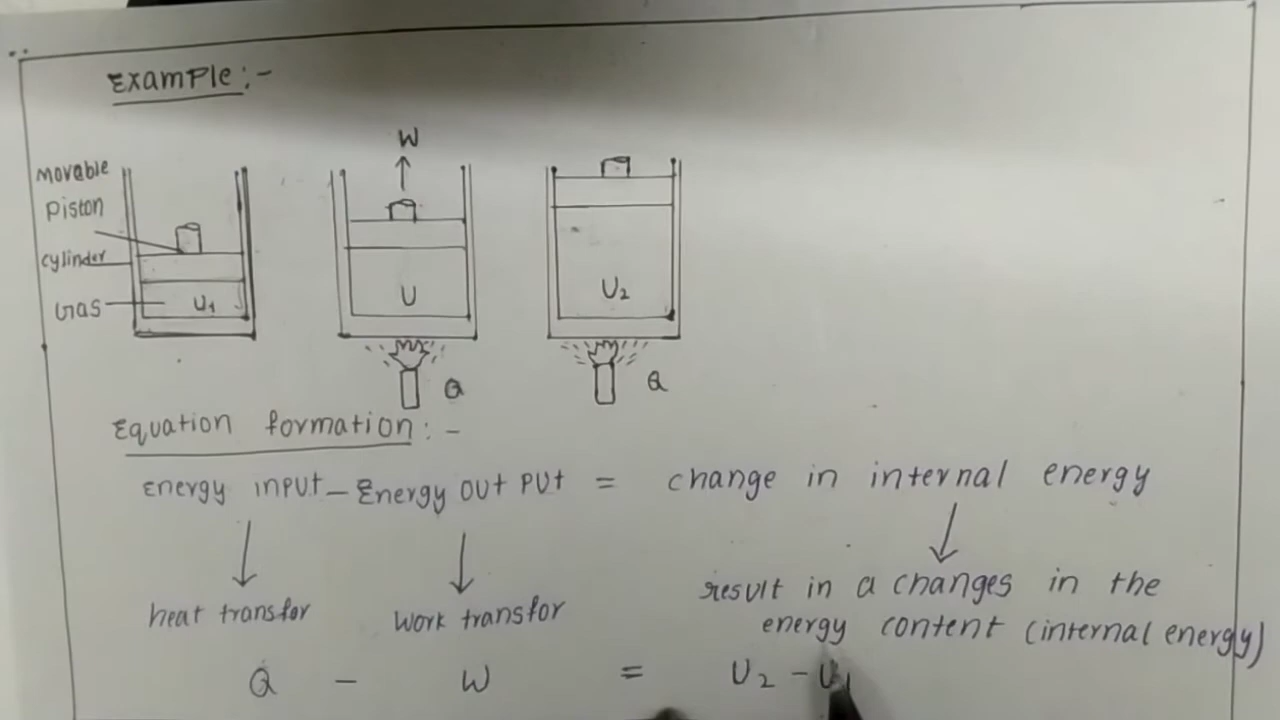 Example:-
W
Movable
Piston
cylinder
Gas
U1
U
U2
Q
Q
Equation formation:-
Energy input - Energy out put = change in internal energy
heat transfor
work transfor
result in a changes in the
energy content (internal energy)
Q - W = U2 - U1